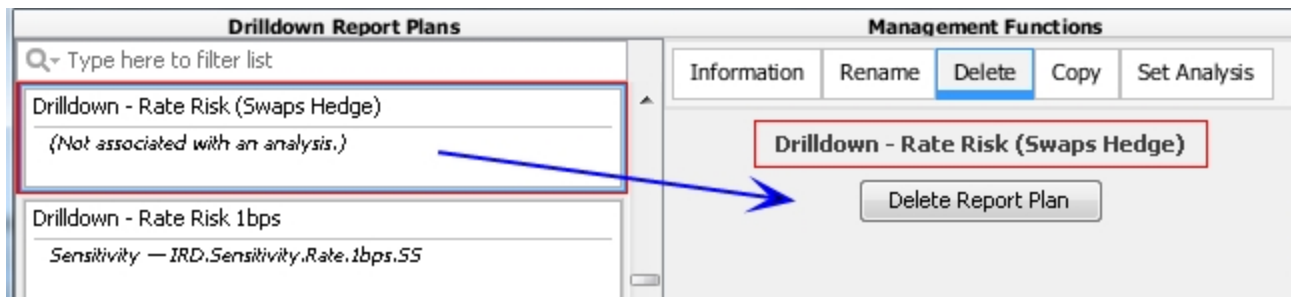 Drilldown Report Plans
Type here to filter list
Drilldown - Rate Risk (Swaps Hedge)
(Not associated with an analysis.)
Drilldown - Rate Risk 1bps
Sensitivity — IRD.Sensitivity.Rate.1bps.SS
Management Functions
Information Rename Delete Copy Set Analysis
Drilldown - Rate Risk (Swaps Hedge)
Delete Report Plan